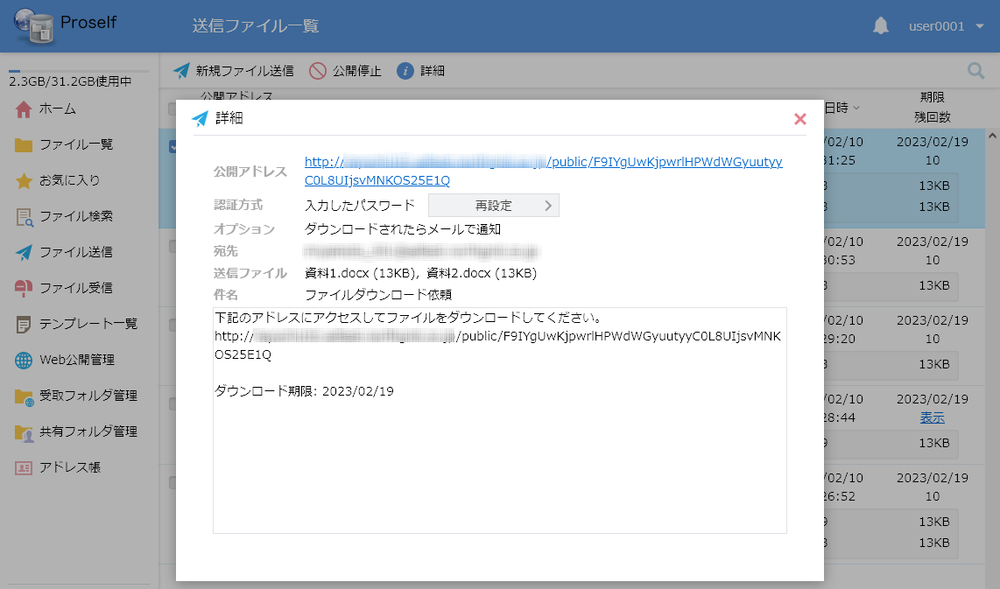 Proself
送信ファイル一覧
user0001
2.3GB/31.2GB使用中
ホーム
ファイル一覧
お気に入り
ファイル検索
ファイル送信
ファイル受信
テンプレート一覧
Web公開管理
受取フォルダ管理
共有フォルダ管理
アドレス帳
新規ファイル送信 公開停止 詳細
公開アドレス
日時
期限
残回数
詳細
公開アドレス http:// /public/F9IYgUwKjpwrlHPWdWGyuutyy
C0L8UIjsvMNKOS25E1Q
認証方式 入力したパスワード 再設定
オプション ダウンロードされたらメールで通知
宛先
送信ファイル 資料1.docx (13KB), 資料2.docx (13KB)
件名 ファイルダウンロード依頼
下記のアドレスにアクセスしてファイルをダウンロードしてください。
http:// /public/F9IYgUwKjpwrlHPWdWGyuutyyC0L8UIjsvMNK
OS25E1Q
ダウンロード期限: 2023/02/19
/02/10 2023/02/19
31:25 10
13KB
13KB
/02/10 2023/02/19
30:53 10
13KB
/02/10 2023/02/19
29:20 10
13KB
/02/10 2023/02/19
28:44 表示
13KB
/02/10 2023/02/19
26:52 10
13KB
13KB